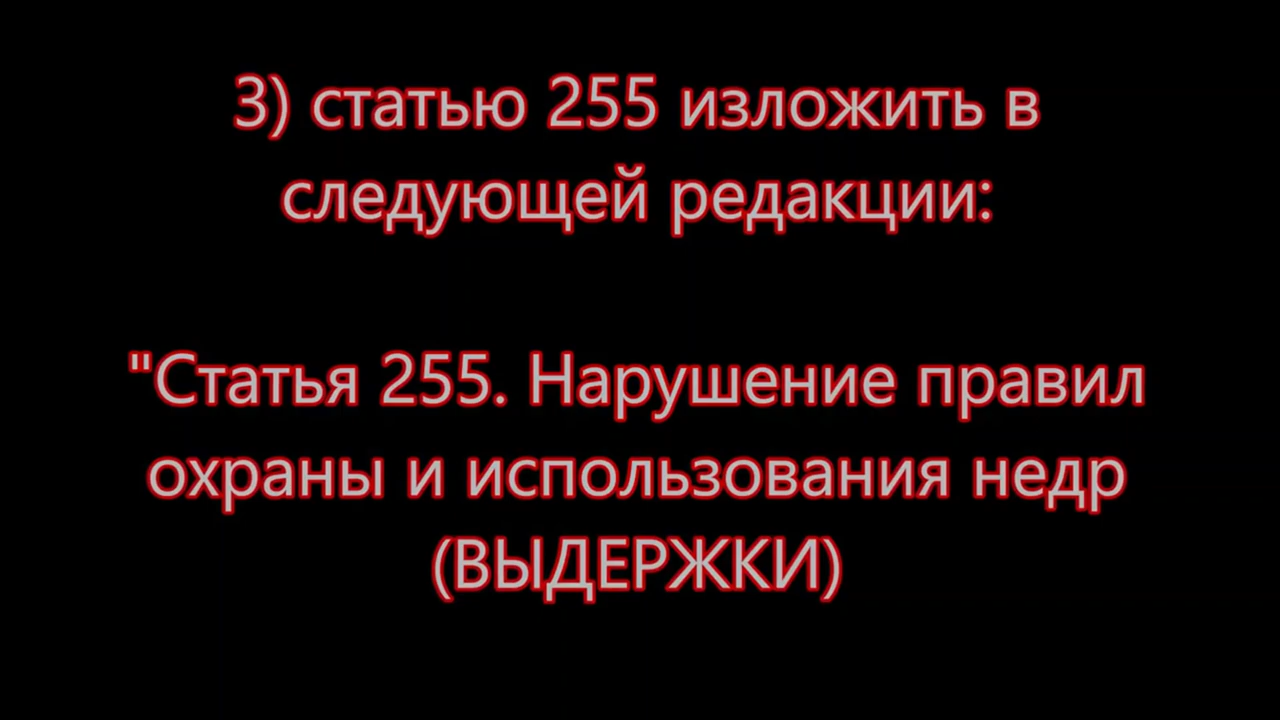 3) статью 255 изложить в
следующей редакции:
"Статья 255. Нарушение правил
охраны и использования недр
(ВЫДЕРЖКИ)